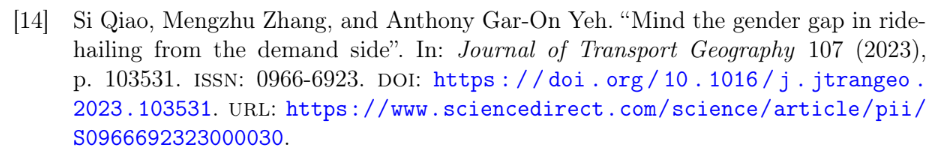 [14] Si Qiao, Mengzhu Zhang, and Anthony Gar-On Yeh. “Mind the gender gap in ride-
hailing from the demand side”. In: Journal of Transport Geography 107 (2023),
p. 103531. ISSN: 0966-6923. DOI: https://doi.org/10.1016/j.jtrangeo.
2023.103531. URL: https://www.sciencedirect.com/science/article/pii/
S0966692323000030.